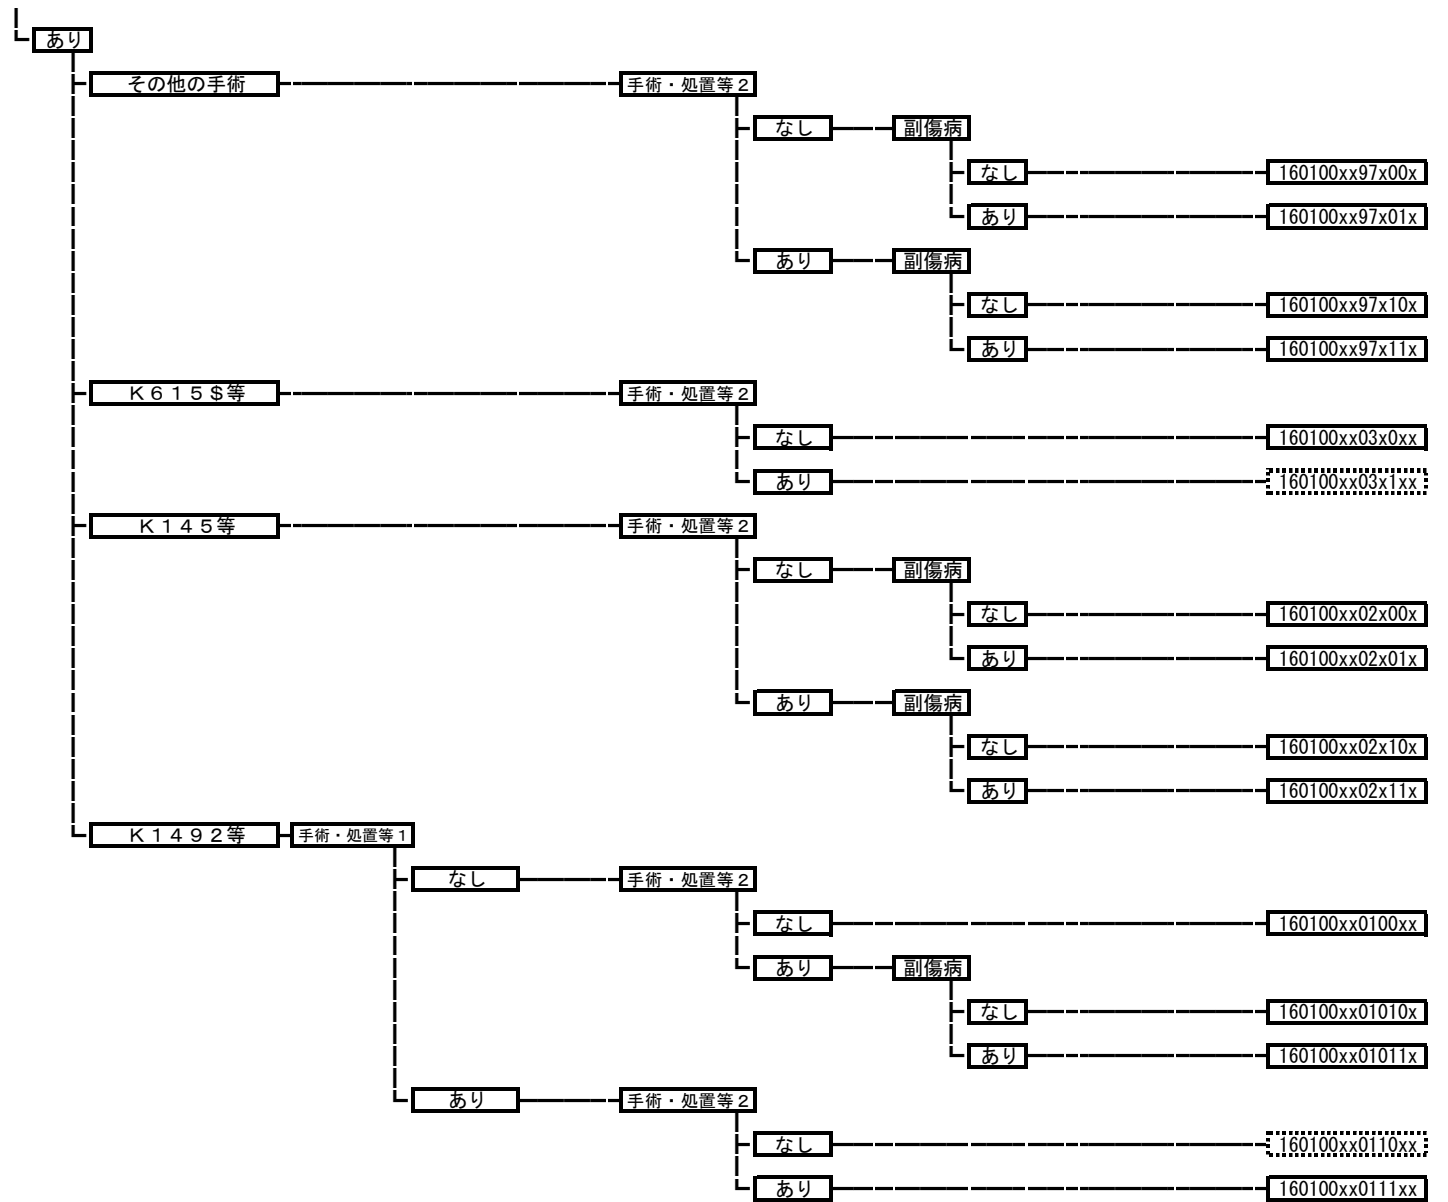 あり
その他の手術 手術・処置等２
なし 副傷病
なし 160100xx97x00x
あり 160100xx97x01x
あり 副傷病
なし 160100xx97x10x
あり 160100xx97x11x
Ｋ６１５＄等 手術・処置等２
なし 160100xx03x0xx
あり 160100xx03x1xx
Ｋ１４５等 手術・処置等２
なし 副傷病
なし 160100xx02x00x
あり 160100xx02x01x
あり 副傷病
なし 160100xx02x10x
あり 160100xx02x11x
Ｋ１４９２等 手術・処置等１
なし 手術・処置等２
なし 160100xx0100xx
あり 副傷病
なし 160100xx01010x
あり 160100xx01011x
あり 手術・処置等２
なし 160100xx0110xx
あり 160100xx0111xx